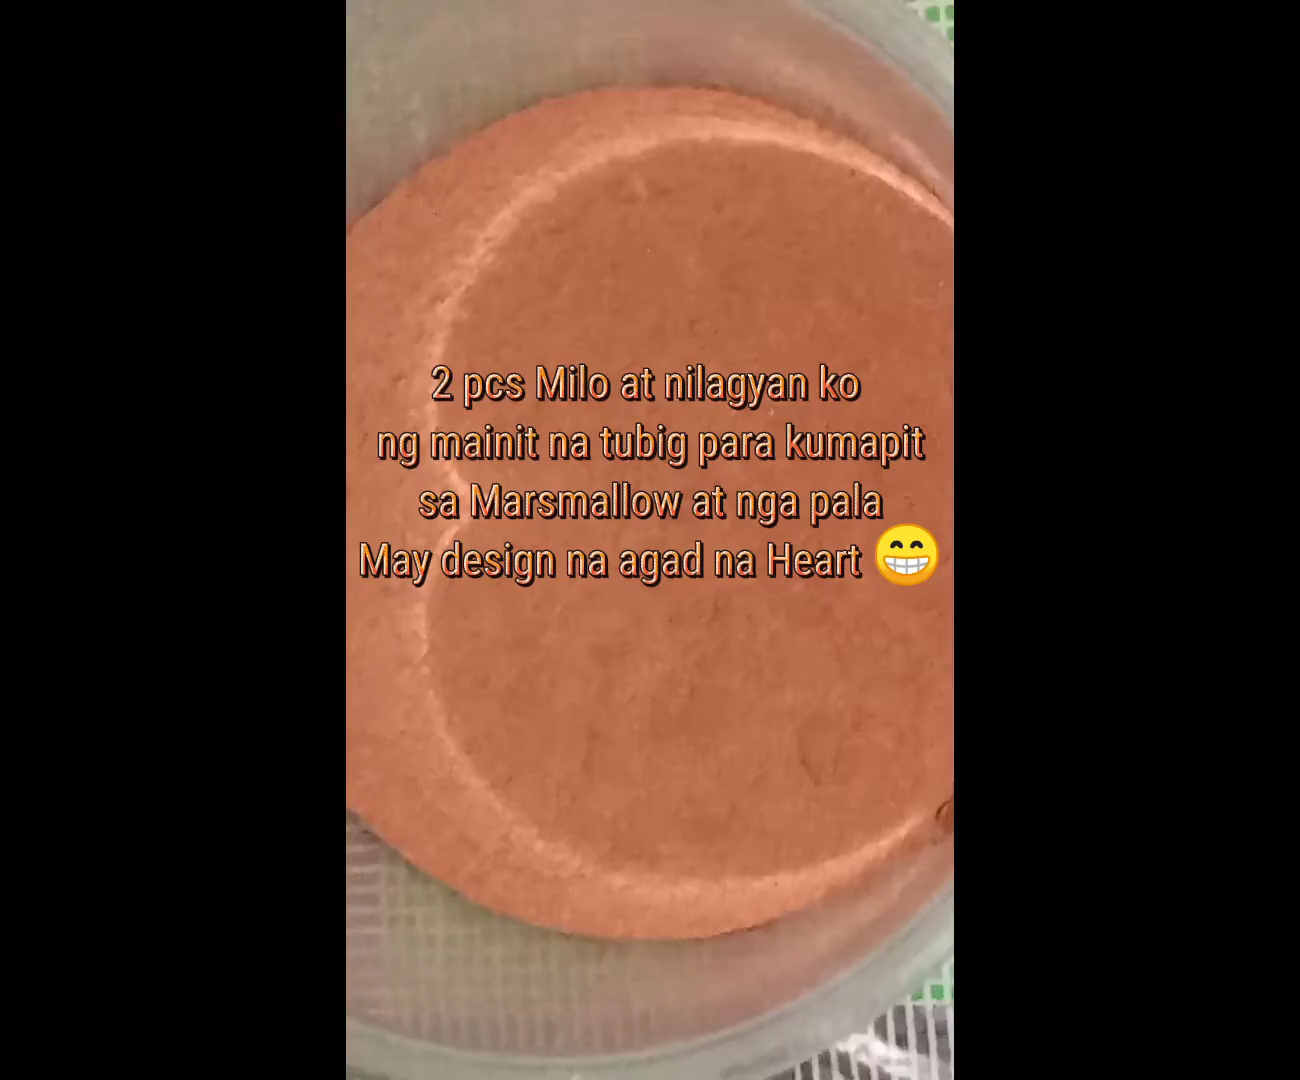 2 pcs Milo at nilagyan ko
ng mainit na tubig para kumapit
sa Marsmallow at nga pala
May design na agad na Heart 😁